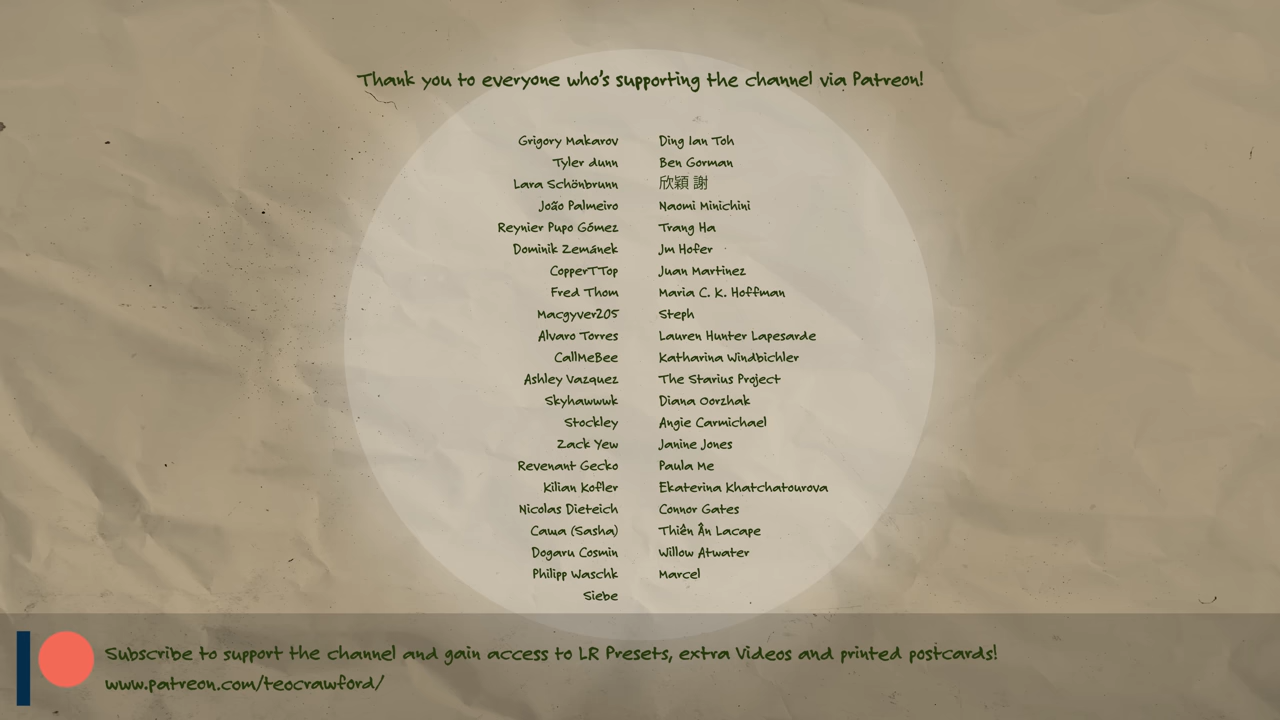 Thank you to everyone who's supporting the channel via Patreon!
Grigory Makarov
Tyler dunn
Lara Schönbrunn
João Palmeiro
Reynier Pupo Gómez
Dominik Zemánek
CopperTTop
Fred Thom
Macgyver205
Alvaro Torres
CallMeBee
Ashley Vazquez
Skyhawwwk
Stockley
Zack Yew
Revenant Gecko
Kilian Kofler
Nicolas Dieteich
Саша (Sasha)
Dogaru Cosmin
Philipp Waschk
Siebe
Ding Ian Toh
Ben Gorman
欣穎 謝
Naomi Minichini
Trang Ha
Jm Hofer
Juan Martinez
Maria C. K. Hoffman
Steph
Lauren Hunter Lapesarde
Katharina Windbichler
The Starius Project
Diana Oorzhak
Angie Carmichael
Janine Jones
Paula Me
Ekaterina Khatchatourova
Connor Gates
Thiên Ân Lacape
Willow Atwater
Marcel
Subscribe to support the channel and gain access to LR Presets, extra Videos and printed postcards!
www.patreon.com/teocrawford/